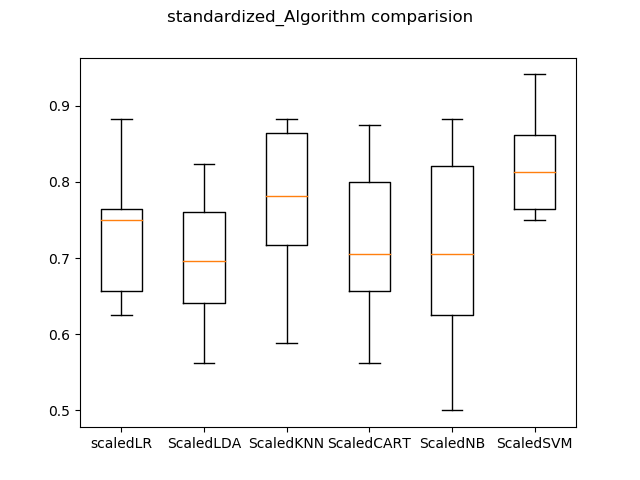 standardized_Algorithm comparision
0.9
0.8
0.7
0.6
0.5
scaledLR ScaledLDA ScaledKNN ScaledCART ScaledNB ScaledSVM